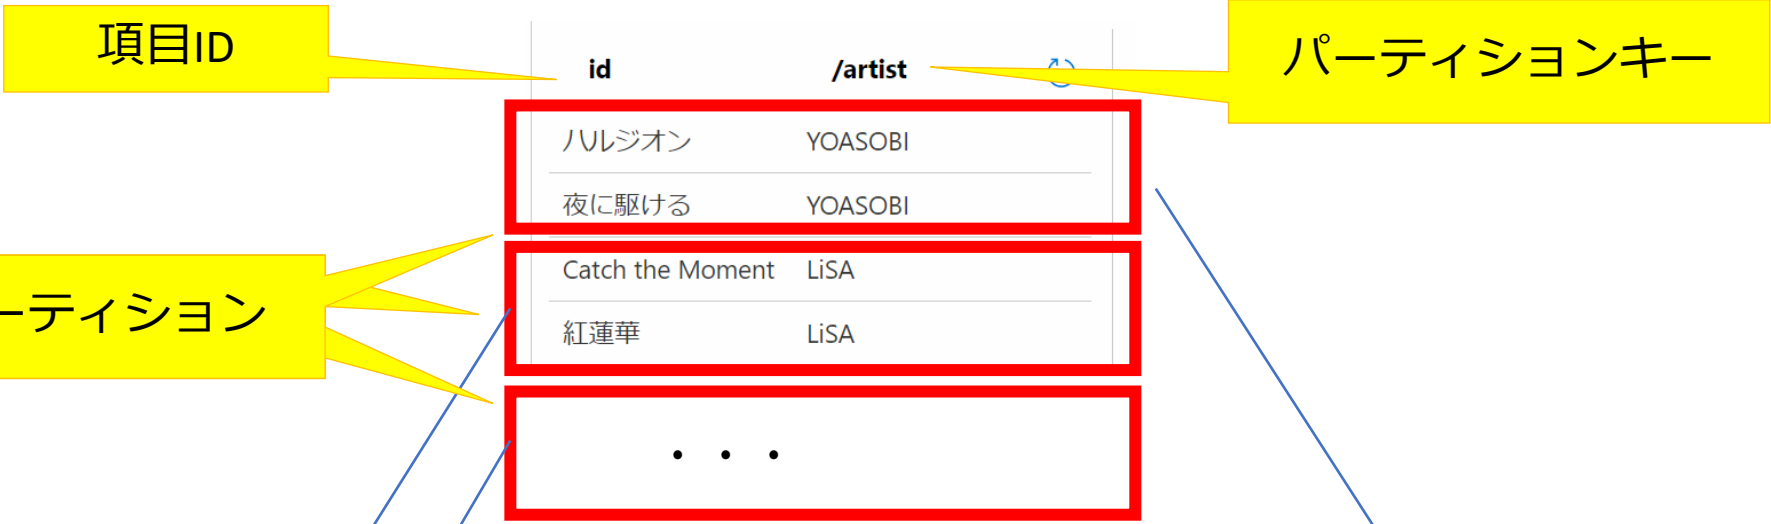 項目ID
パーティションキー
id /artist
ハルジオン YOASOBI
夜に駆ける YOASOBI
Catch the Moment LiSA
ーティション
紅蓮華 LiSA
・・・